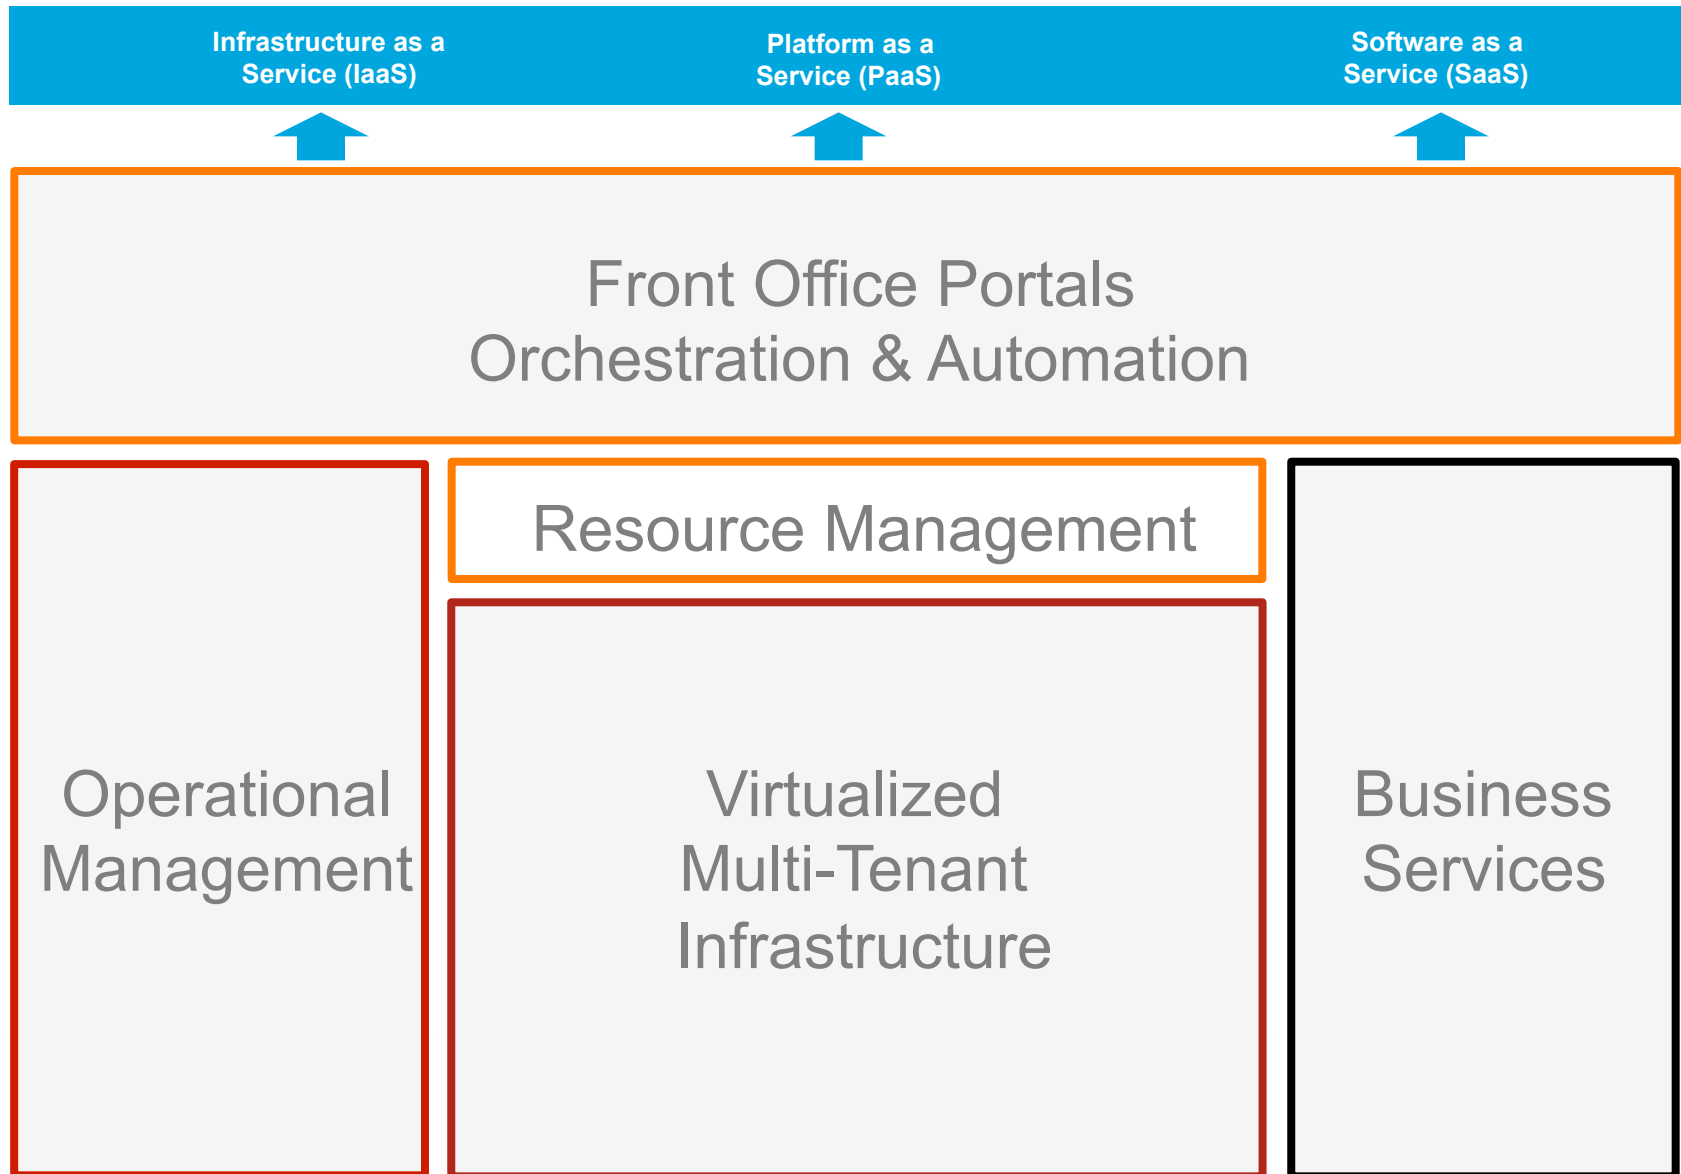 Infrastructure as a
Service (IaaS)
Platform as a
Service (PaaS)
Software as a
Service (SaaS)
Front Office Portals
Orchestration & Automation
Resource Management
Operational
Management
Virtualized
Multi-Tenant
Infrastructure
Business
Services